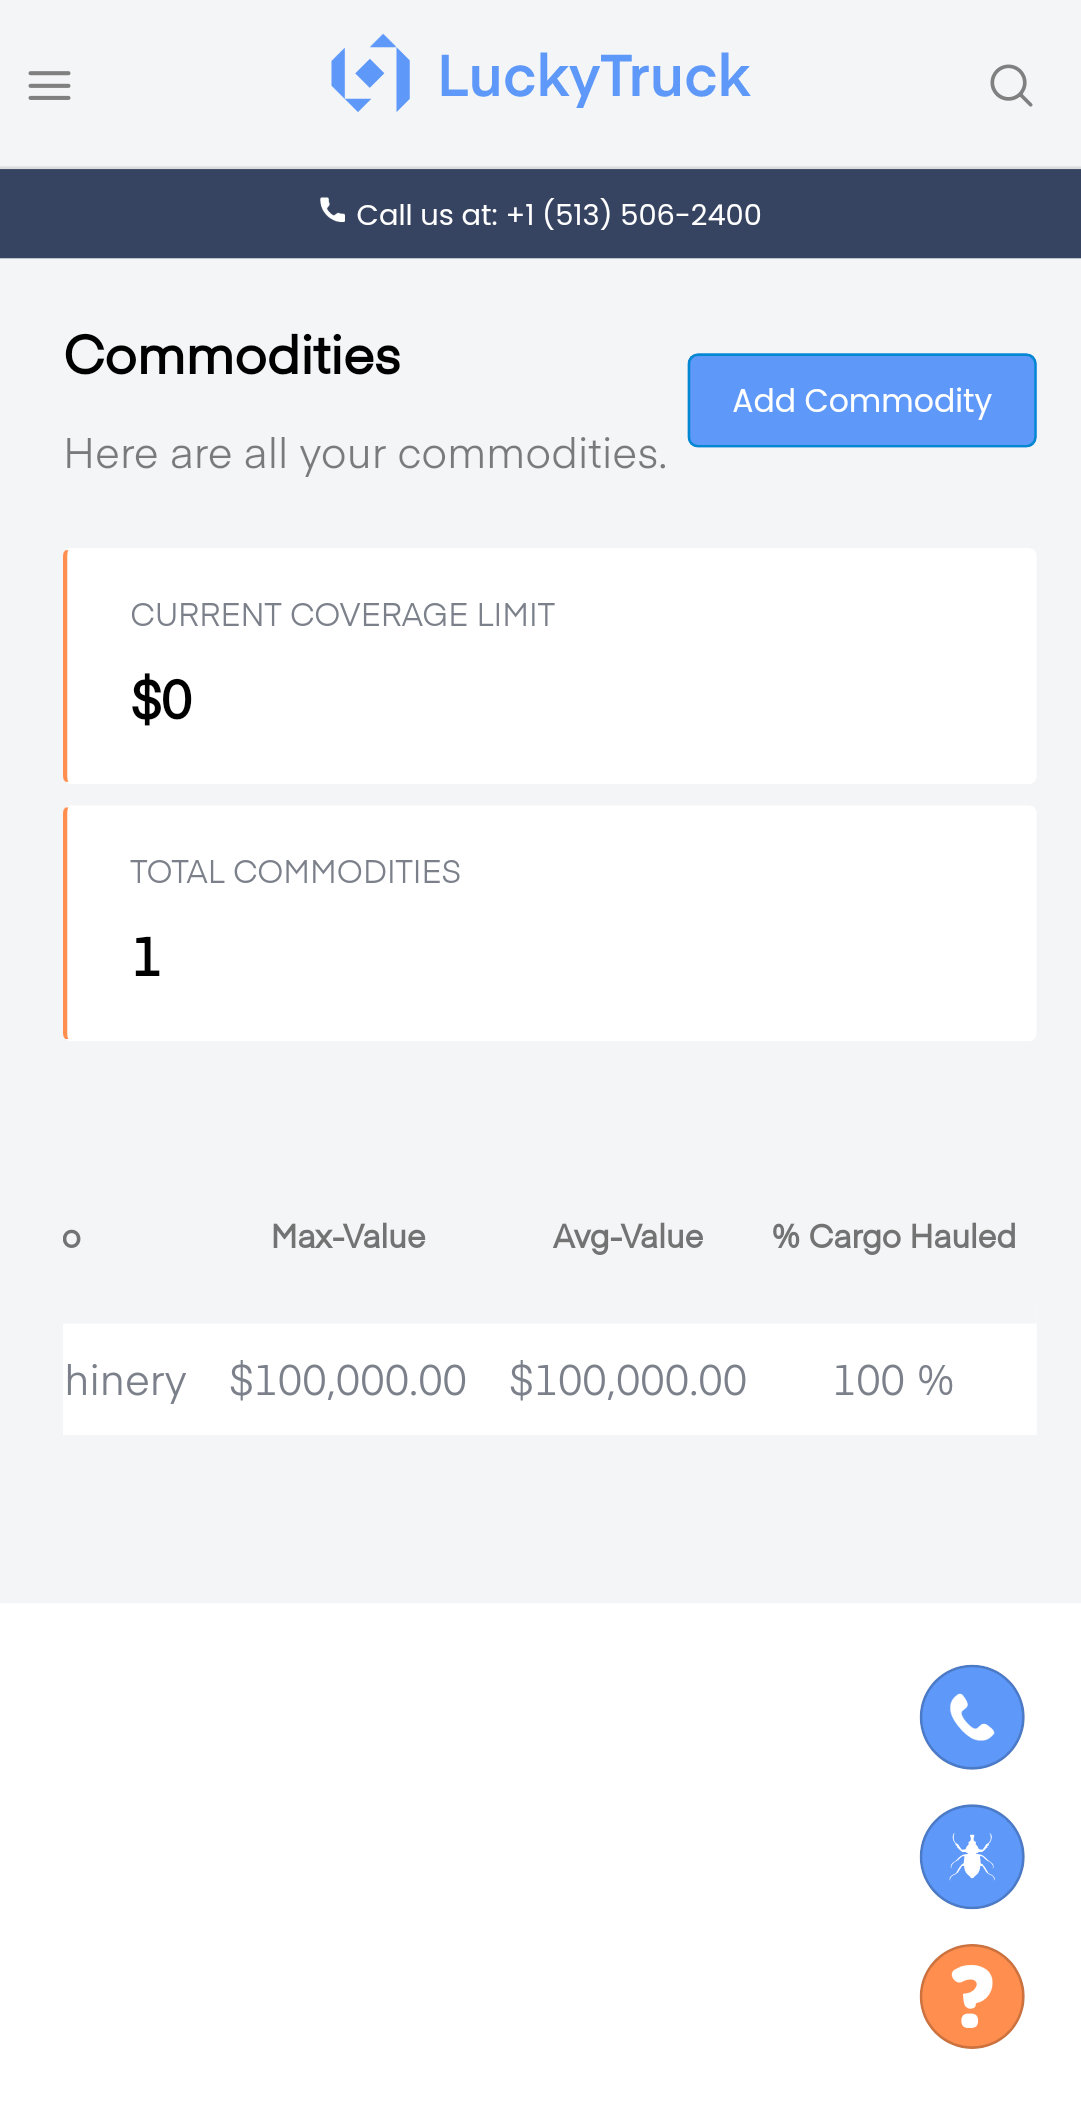 LuckyTruck
Call us at: +1 (513) 506-2400
Commodities
Add Commodity
Here are all your commodities.
CURRENT COVERAGE LIMIT
$0
TOTAL COMMODITIES
1
o Max-Value Avg-Value % Cargo Hauled
hinery $100,000.00 $100,000.00 100 %
?